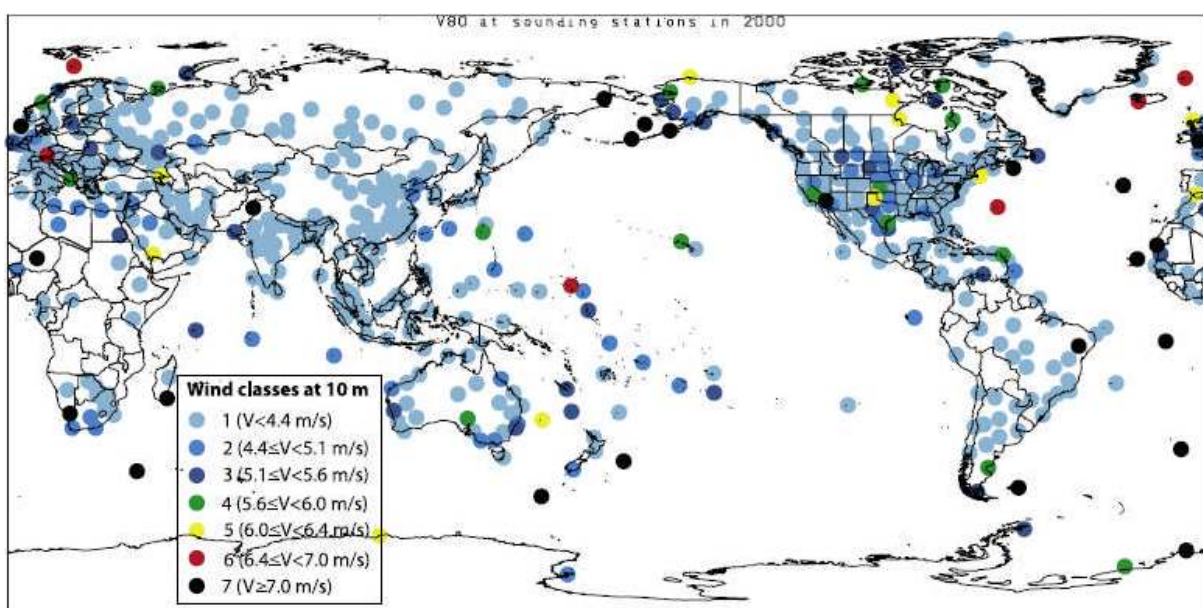 V80 at sounding stations in 2000
Wind classes at 10 m
1 (V<4.4 m/s)
2 (4.4≤V<5.1 m/s)
3 (5.1≤V<5.6 m/s)
4 (5.6≤V<6.0 m/s)
5 (6.0≤V<6.4 m/s)
6 (6.4≤V<7.0 m/s)
7 (V≥7.0 m/s)